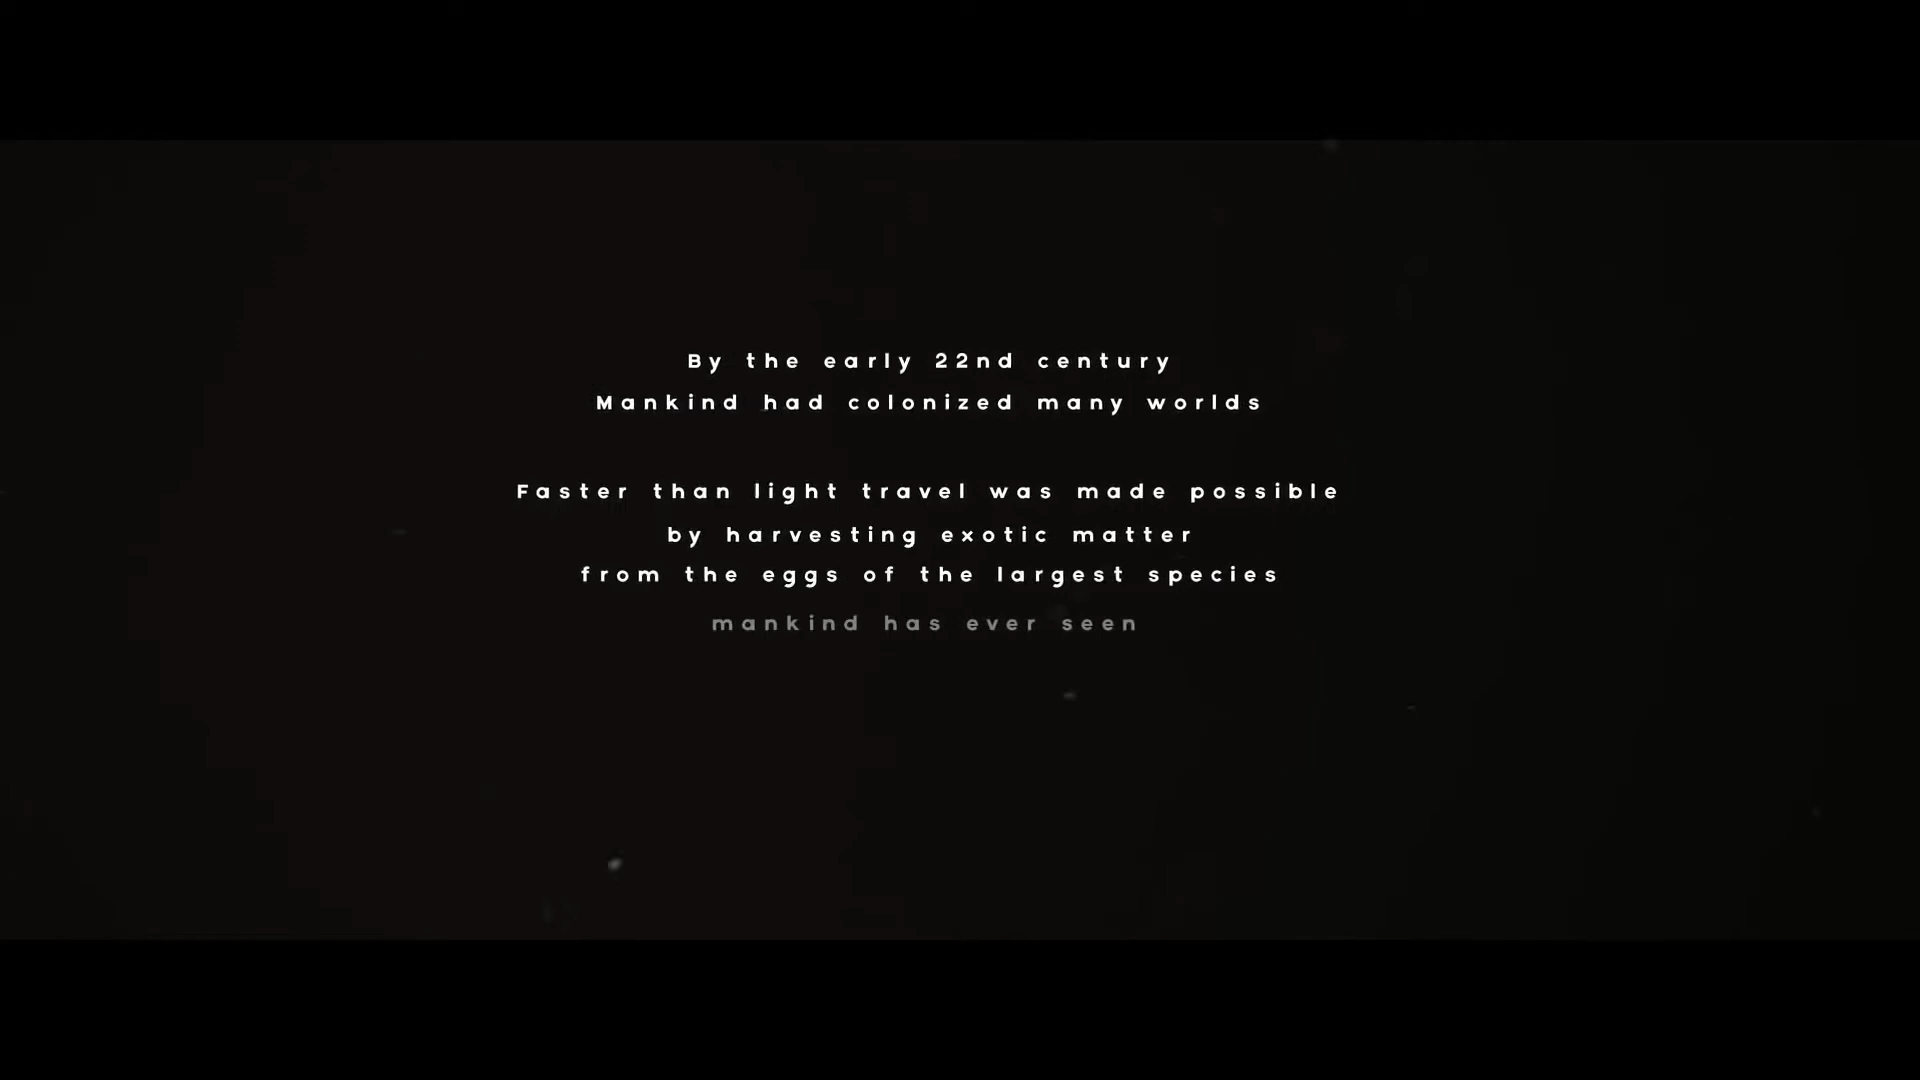 By the early 22nd century
Mankind had colonized many worlds
Faster than light travel was made possible
by harvesting exotic matter
from the eggs of the largest species
mankind has ever seen